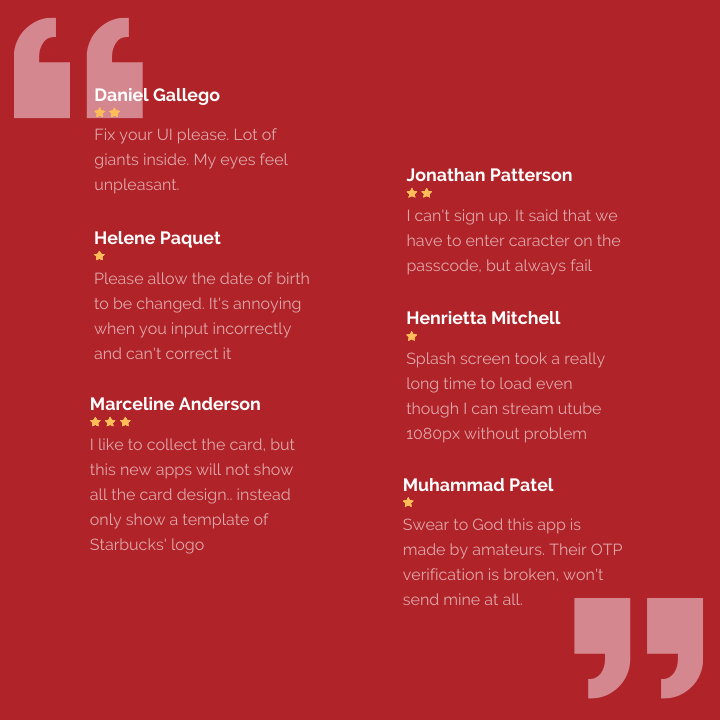 Daniel Gallego
Fix your UI please. Lot of
giants inside. My eyes feel
unpleasant.
Helene Paquet
Please allow the date of birth
to be changed. It's annoying
when you input incorrectly
and can't correct it
Marceline Anderson
I like to collect the card, but
this new apps will not show
all the card design.. instead
only show a template of
Starbucks' logo
Jonathan Patterson
I can't sign up. It said that we
have to enter caracter on the
passcode, but always fail
Henrietta Mitchell
Splash screen took a really
long time to load even
though I can stream utube
1080px without problem
Muhammad Patel
Swear to God this app is
made by amateurs. Their OTP
verification is broken, won't
send mine at all.